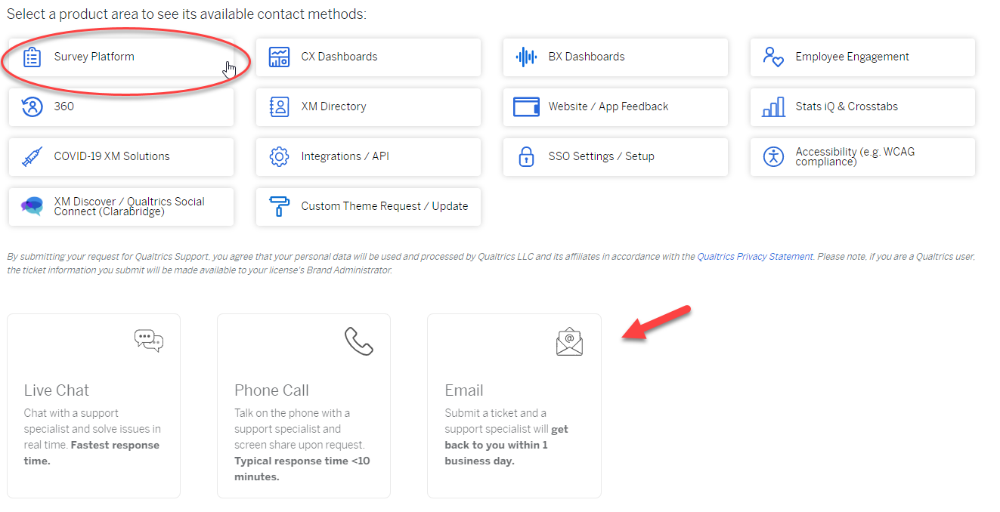 Select a product area to see its available contact methods:
Survey Platform
CX Dashboards
BX Dashboards
Employee Engagement
360
XM Directory
Website / App Feedback
Stats iQ & Crosstabs
COVID-19 XM Solutions
Integrations / API
SSO Settings / Setup
Accessibility (e.g. WCAG
compliance)
XM Discover / Qualtrics Social
Connect (Clarabridge)
Custom Theme Request / Update
By submitting your request for Qualtrics Support, you agree that your personal data will be used and processed by Qualtrics LLC and its affiliates in accordance with the Qualtrics Privacy Statement. Please note, if you are a Qualtrics user,
the ticket information you submit will be made available to your license's Brand Administrator.
Live Chat
Chat with a support
specialist and solve issues in
real time. Fastest response
time.
Phone Call
Talk on the phone with a
support specialist and
screen share upon request.
Typical response time <10
minutes.
@
Email
Submit a ticket and a
support specialist will get
back to you within 1
business day.